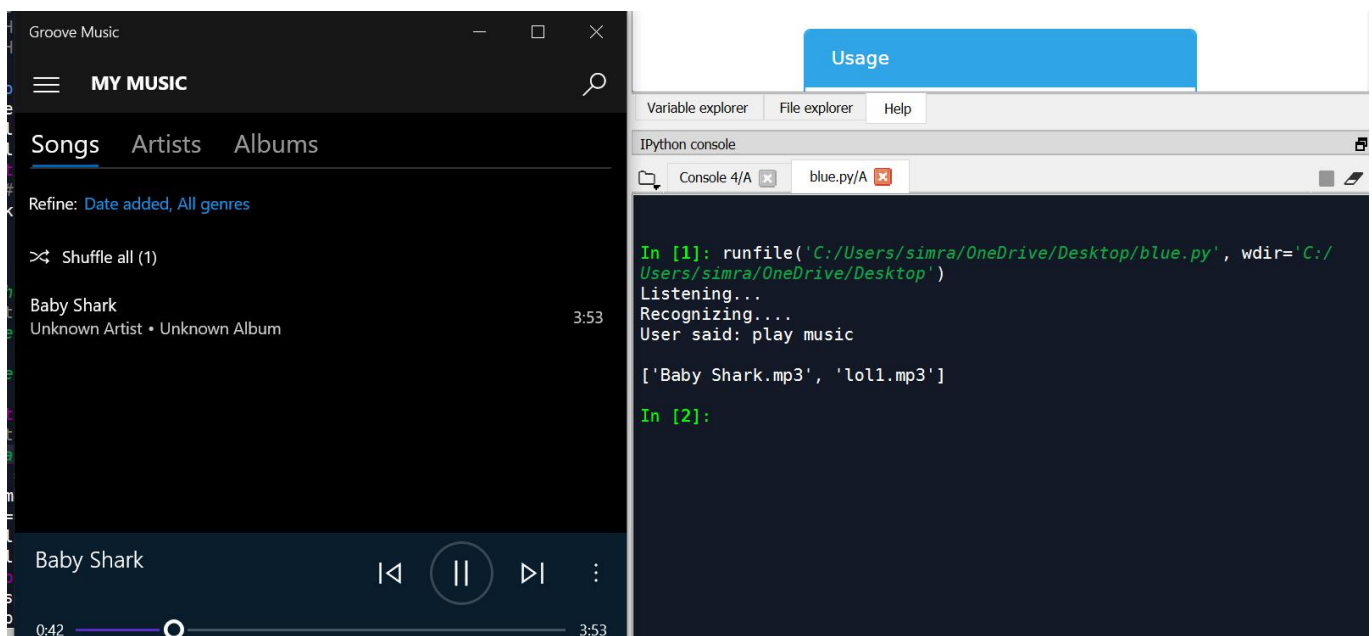 Groove Music
MY MUSIC
Songs Artists Albums
Refine: Date added, All genres
Shuffle all (1)
Baby Shark
Unknown Artist • Unknown Album
3:53
Baby Shark
0:42
3:53
Usage
Variable explorer File explorer Help
IPython console
Console 4/A blue.py/A
In [1]: runfile('C:/Users/simra/OneDrive/Desktop/blue.py', wdir='C:/
Users/simra/OneDrive/Desktop')
Listening...
Recognizing....
User said: play music
['Baby Shark.mp3', 'lol1.mp3']
In [2]: